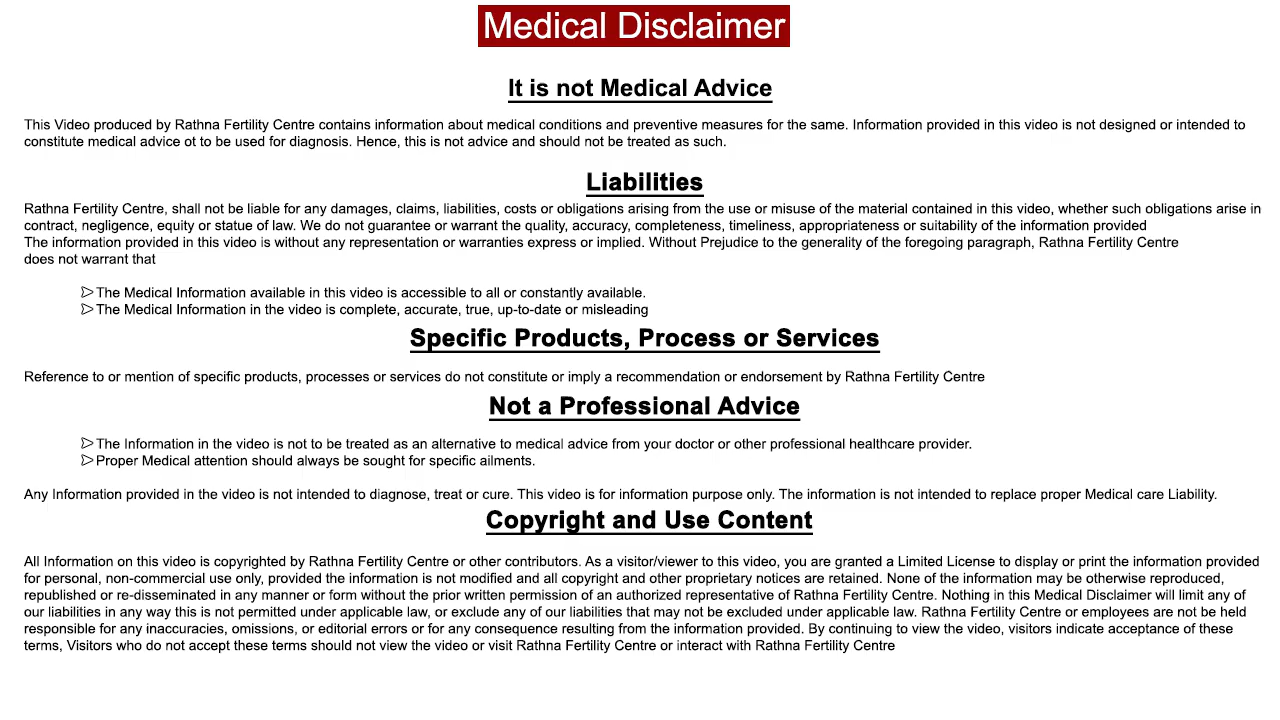 Medical Disclaimer
It is not Medical Advice
This Video produced by Rathna Fertility Centre contains information about medical conditions and preventive measures for the same. Information provided in this video is not designed or intended to
constitute medical advice ot to be used for diagnosis. Hence, this is not advice and should not be treated as such.
Liabilities
Rathna Fertility Centre, shall not be liable for any damages, claims, liabilities, costs or obligations arising from the use or misuse of the material contained in this video, whether such obligations arise in
contract, negligence, equity or statue of law. We do not guarantee or warrant the quality, accuracy, completeness, timeliness, appropriateness or suitability of the information provided
The information provided in this video is without any representation or warranties express or implied. Without Prejudice to the generality of the foregoing paragraph, Rathna Fertility Centre
does not warrant that
➢The Medical Information available in this video is accessible to all or constantly available.
➢The Medical Information in the video is complete, accurate, true, up-to-date or misleading
Specific Products, Process or Services
Reference to or mention of specific products, processes or services do not constitute or imply a recommendation or endorsement by Rathna Fertility Centre
Not a Professional Advice
➢The Information in the video is not to be treated as an alternative to medical advice from your doctor or other professional healthcare provider.
➢Proper Medical attention should always be sought for specific ailments.
Any Information provided in the video is not intended to diagnose, treat or cure. This video is for information purpose only. The information is not intended to replace proper Medical care Liability.
Copyright and Use Content
All Information on this video is copyrighted by Rathna Fertility Centre or other contributors. As a visitor/viewer to this video, you are granted a Limited License to display or print the information provided
for personal, non-commercial use only, provided the information is not modified and all copyright and other proprietary notices are retained. None of the information may be otherwise reproduced,
republished or re-disseminated in any manner or form without the prior written permission of an authorized representative of Rathna Fertility Centre. Nothing in this Medical Disclaimer will limit any of
our liabilities in any way this is not permitted under applicable law, or exclude any of our liabilities that may not be excluded under applicable law. Rathna Fertility Centre or employees are not be held
responsible for any inaccuracies, omissions, or editorial errors or for any consequence resulting from the information provided. By continuing to view the video, visitors indicate acceptance of these
terms, Visitors who do not accept these terms should not view the video or visit Rathna Fertility Centre or interact with Rathna Fertility Centre